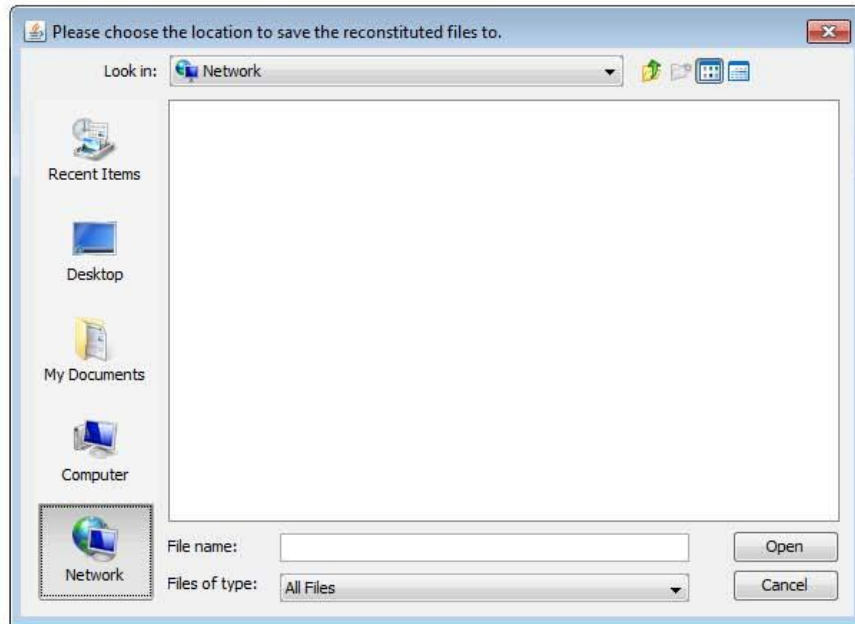 Please choose the location to save the reconstituted files to.
Look in: Network
Recent Items
Desktop
My Documents
Computer
Network
File name:
Open
Files of type: All Files
Cancel